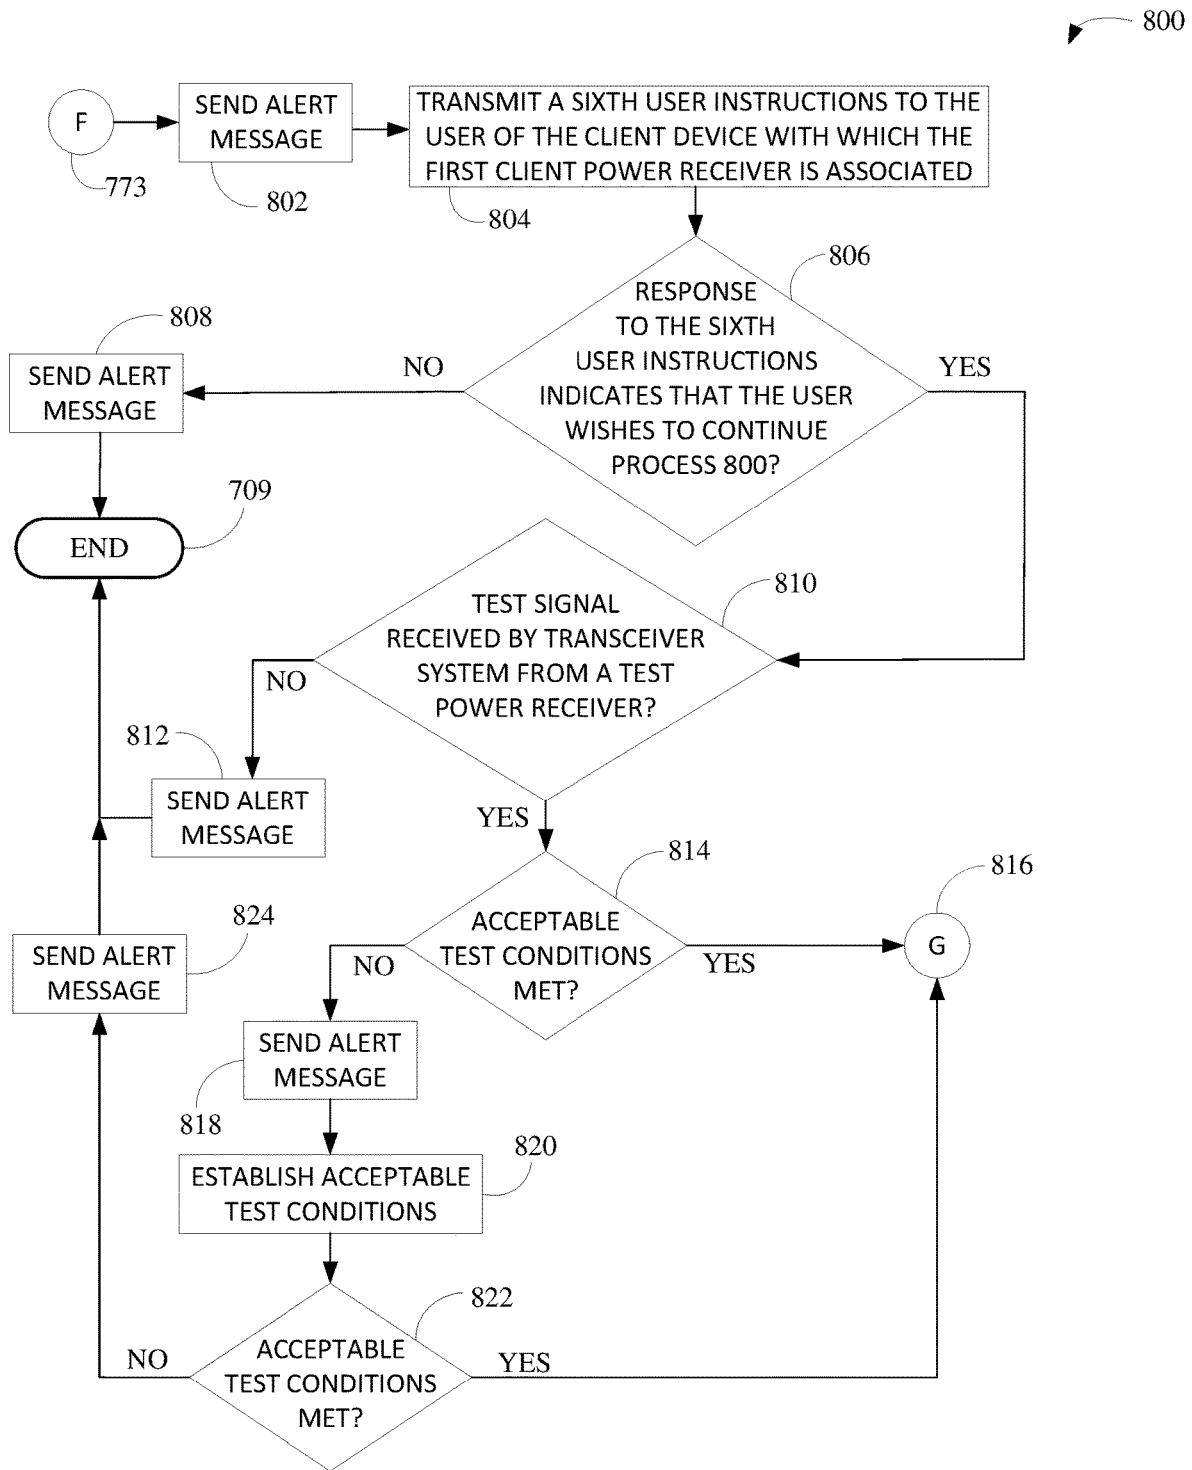 800
F
773
SEND ALERT
MESSAGE
802
TRANSMIT A SIXTH USER INSTRUCTIONS TO THE
USER OF THE CLIENT DEVICE WITH WHICH THE
FIRST CLIENT POWER RECEIVER IS ASSOCIATED
804
806
RESPONSE
TO THE SIXTH
USER INSTRUCTIONS
INDICATES THAT THE USER
WISHES TO CONTINUE
PROCESS 800?
NO
YES
808
SEND ALERT
MESSAGE
709
END
810
TEST SIGNAL
RECEIVED BY TRANSCEIVER
SYSTEM FROM A TEST
POWER RECEIVER?
NO
YES
812
SEND ALERT
MESSAGE
814
ACCEPTABLE
TEST CONDITIONS
MET?
NO
YES
816
G
824
SEND ALERT
MESSAGE
SEND ALERT
MESSAGE
818
820
ESTABLISH ACCEPTABLE
TEST CONDITIONS
822
ACCEPTABLE
TEST CONDITIONS
MET?
NO
YES